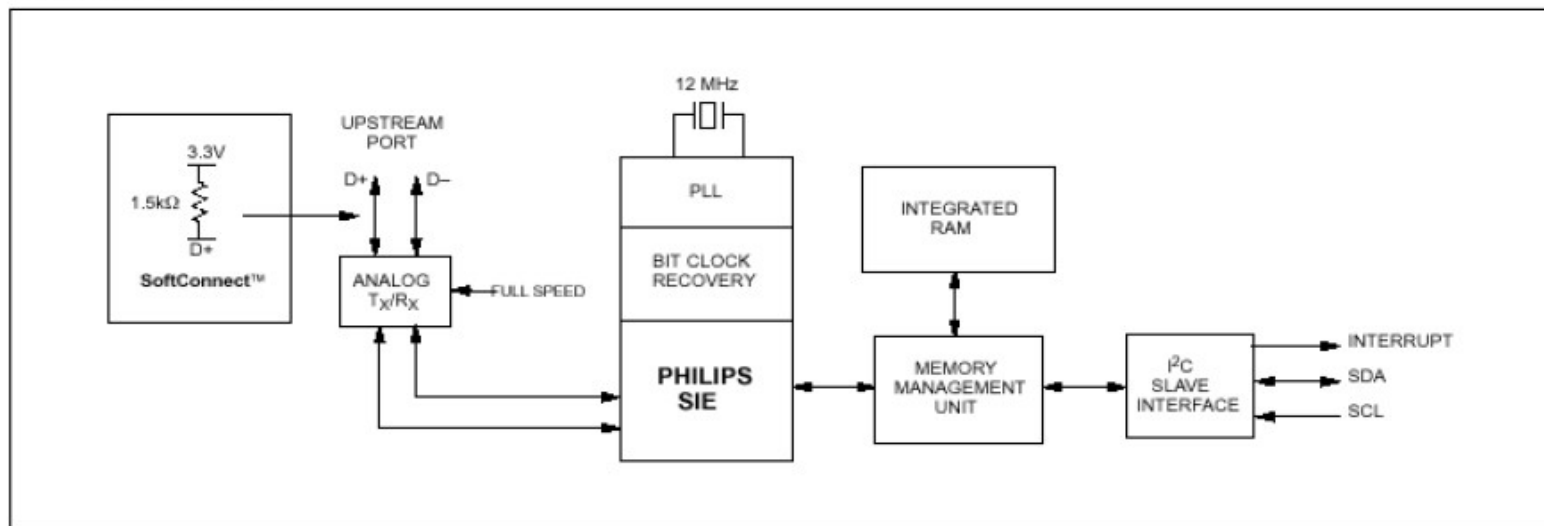 12 MHz
UPSTREAM
PORT
3.3V
1.5kΩ
D+
SoftConnect™
D+
D–
ANALOG
TX/RX
FULL SPEED
PLL
BIT CLOCK
RECOVERY
PHILIPS
SIE
INTEGRATED
RAM
MEMORY
MANAGEMENT
UNIT
I²C
SLAVE
INTERFACE
INTERRUPT
SDA
SCL